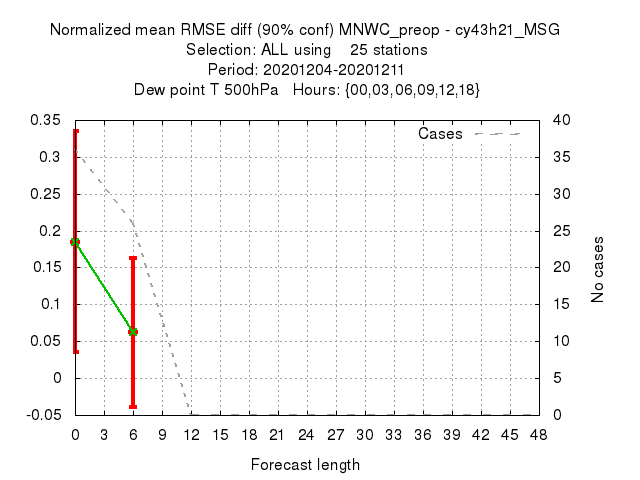 Normalized mean RMSE diff (90% conf) MNWC_preop - cy43h21_MSG
Selection: ALL using    25 stations
Period: 20201204-20201211
Dew point T 500hPa   Hours: {00,03,06,09,12,18}
Cases
0.35
0.3
0.25
0.2
0.15
0.1
0.05
0
-0.05
40
35
30
25
20
15
10
5
0
No cases
0 3 6 9 12 15 18 21 24 27 30 33 36 39 42 45 48
Forecast length